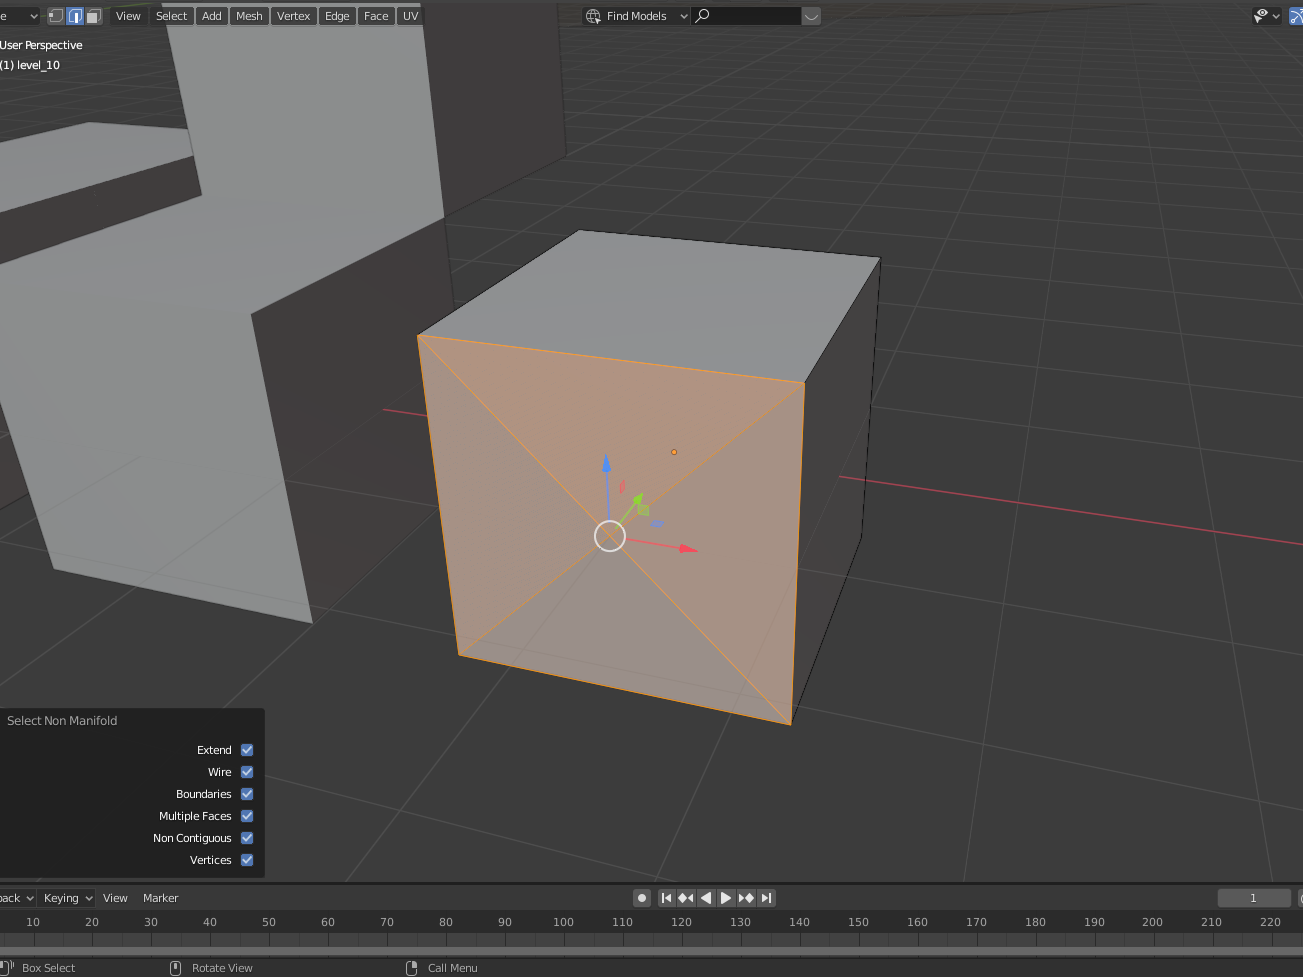 View Select Add Mesh Vertex Edge Face UV Find Models
User Perspective
(1) level_10
Select Non Manifold
Extend
Wire
Boundaries
Multiple Faces
Non Contiguous
Vertices
Keying View Marker 1
10 20 30 40 50 60 70 80 90 100 110 120 130 140 150 160 170 180 190 200 210 220
Box Select Rotate View Call Menu